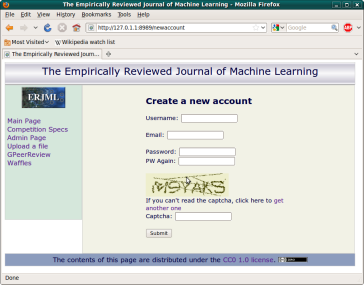 The Empirically Reviewed Journal of Machine Learning - Mozilla Firefox
File Edit View History Bookmarks Tools Help
http://127.0.1.1:8989/newaccount
Google
Most Visited Wikipedia watch list
The Empirically Reviewed Journ...
The Empirically Reviewed Journal of Machine Learning
ERJML
Main Page
Competition Specs
Admin Page
Upload a file
GPeerReview
Waffles
Create a new account
Username:
Email:
Password:
PW Again:
If you can't read the captcha, click here to get
another one
Captcha:
Submit
The contents of this page are distributed under the CC0 1.0 license.
Done